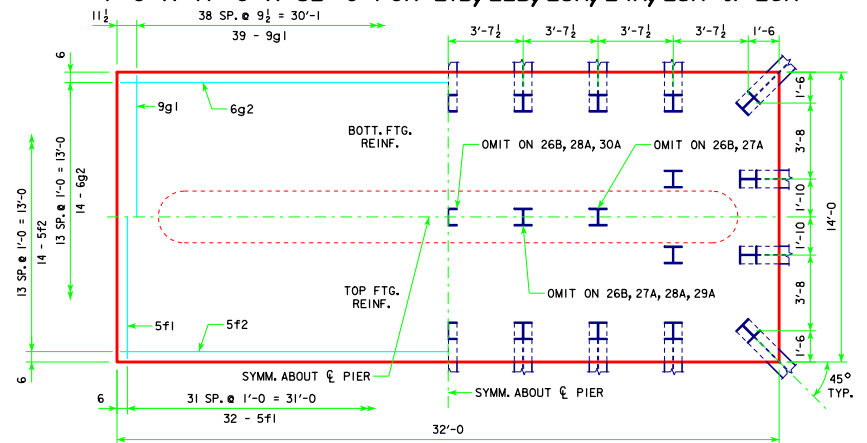 11½
38 SP. @ 9½ = 30'-1
39 - 9g1
3'-7½
3'-7½
3'-7½
3'-7½
1'-6
6
9g1
6g2
BOTT. FTG.
REINF.
OMIT ON 26B, 28A, 30A
OMIT ON 26B, 27A
1'-6
3'-8
1'-10
1'-10
3'-8
1'-6
14'-0
13 SP. @ 1'-0 = 13'-0
14 - 5f2
13 SP. @ 1'-0 = 13'-0
14 - 6g2
TOP FTG.
REINF.
OMIT ON 26B, 27A, 28A, 29A
5f1
5f2
6
SYMM. ABOUT ℄ PIER
SYMM. ABOUT ℄ PIER
45°
TYP.
6
31 SP. @ 1'-0 = 31'-0
32 - 5f1
32'-0